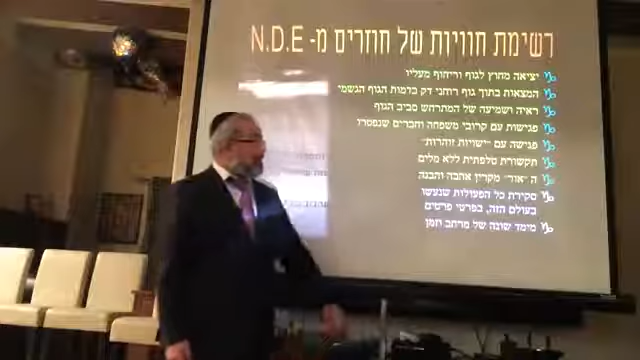 רשימת חוויות של חוזרים מ- N.D.E
יציאה מחוץ לגוף וריחוף מעליו
המצאות בתוך גוף רוחני דק כדמות הגוף הגשמי
ראיה ושמיעה של המתרחש סביב הגוף
פגישות עם קרובי משפחה וחברים שנפטרו
פגישה עם "ישויות זוהרות"
תקשורת טלפתית ללא מלים
ה "אור" מקרין אהבה והבנה
סקירת כל הפעולות שנעשו
בעולם הזה, בפרטי פרטים
מימד שונה של מרחב וזמן